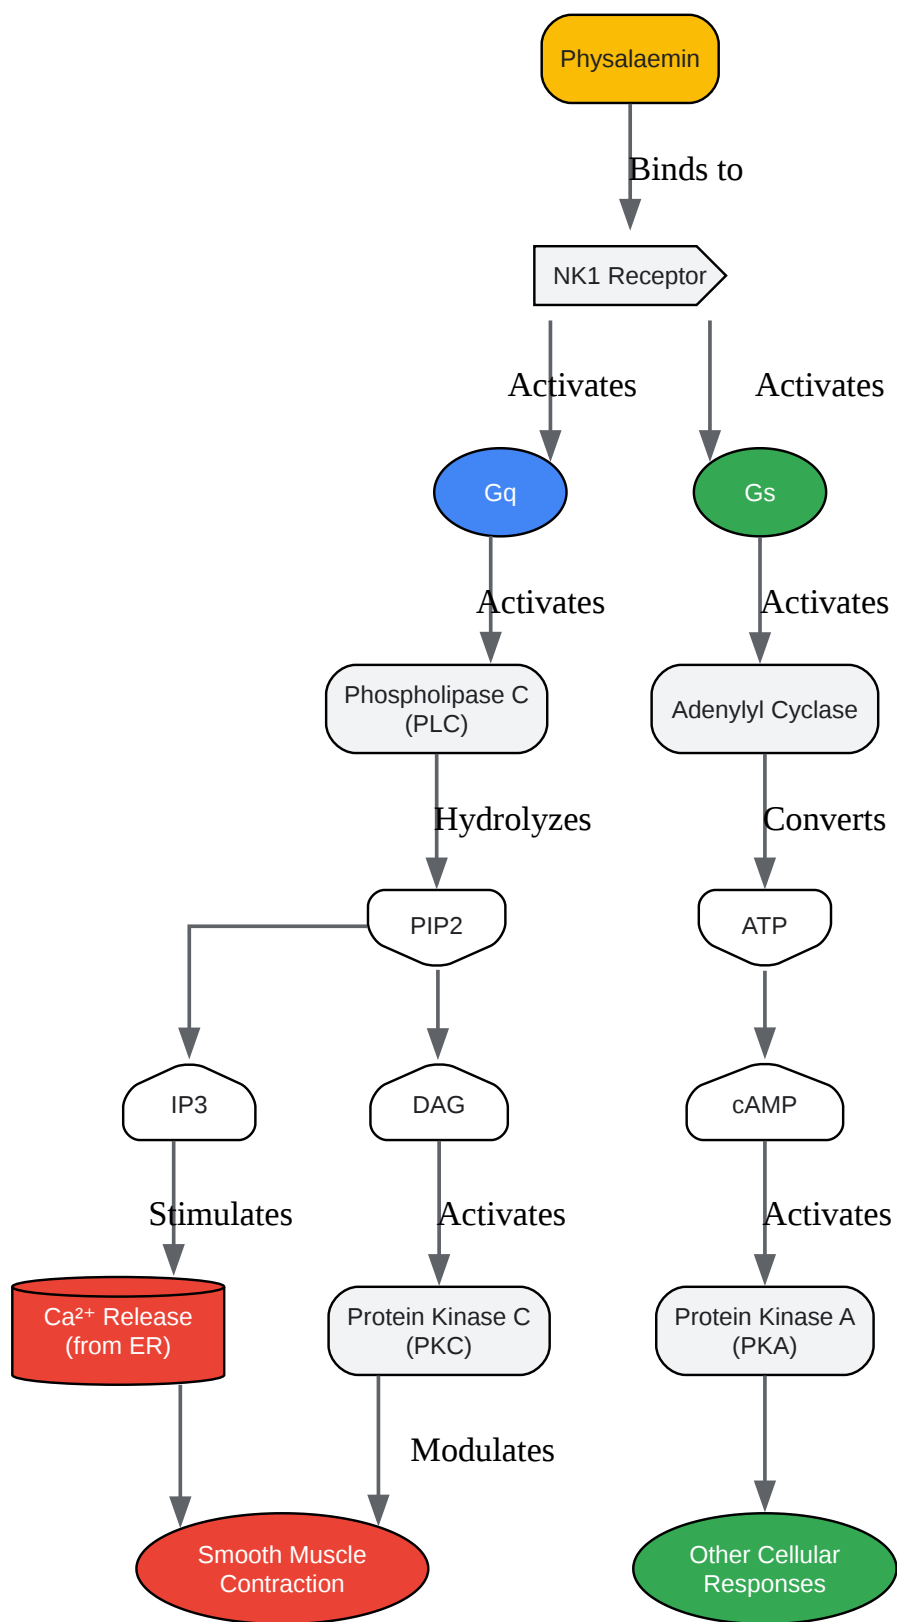 Physalaemin
Binds to
NK1 Receptor
Activates
Activates
Gq
Gs
Activates
Activates
Phospholipase C
(PLC)
Adenylyl Cyclase
Hydrolyzes
Converts
PIP2
ATP
IP3
DAG
cAMP
Stimulates
Activates
Activates
Ca²⁺ Release
(from ER)
Protein Kinase C
(PKC)
Protein Kinase A
(PKA)
Modulates
Smooth Muscle
Contraction
Other Cellular
Responses